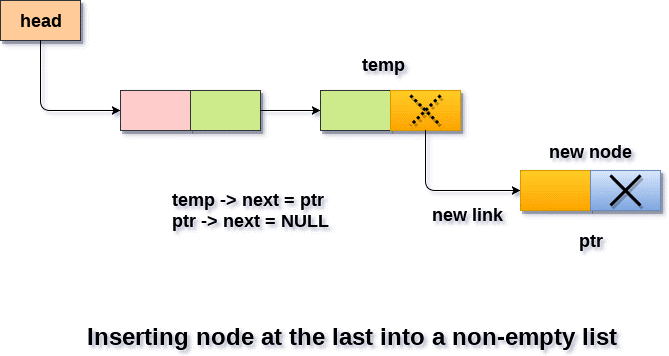 head
temp
new node
temp -> next = ptr
ptr -> next = NULL
new link
ptr
Inserting node at the last into a non-empty list